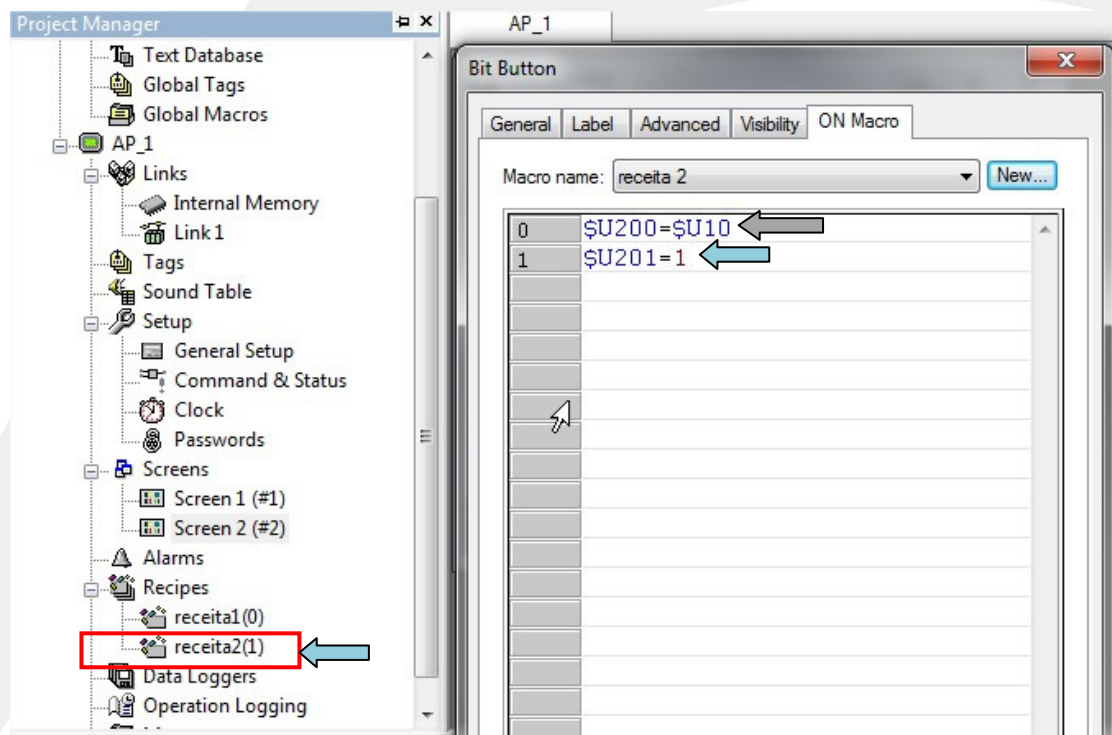 Project Manager
Text Database
Global Tags
Global Macros
AP_1
Links
Internal Memory
Link 1
Tags
Sound Table
Setup
General Setup
Command & Status
Clock
Passwords
Screens
Screen 1 (#1)
Screen 2 (#2)
Alarms
Recipes
receita1(0)
receita2(1)
Data Loggers
Operation Logging
AP_1
Bit Button
General Label Advanced Visibility ON Macro
Macro name: receita 2 New...
0 $U200=$U10
1 $U201=1